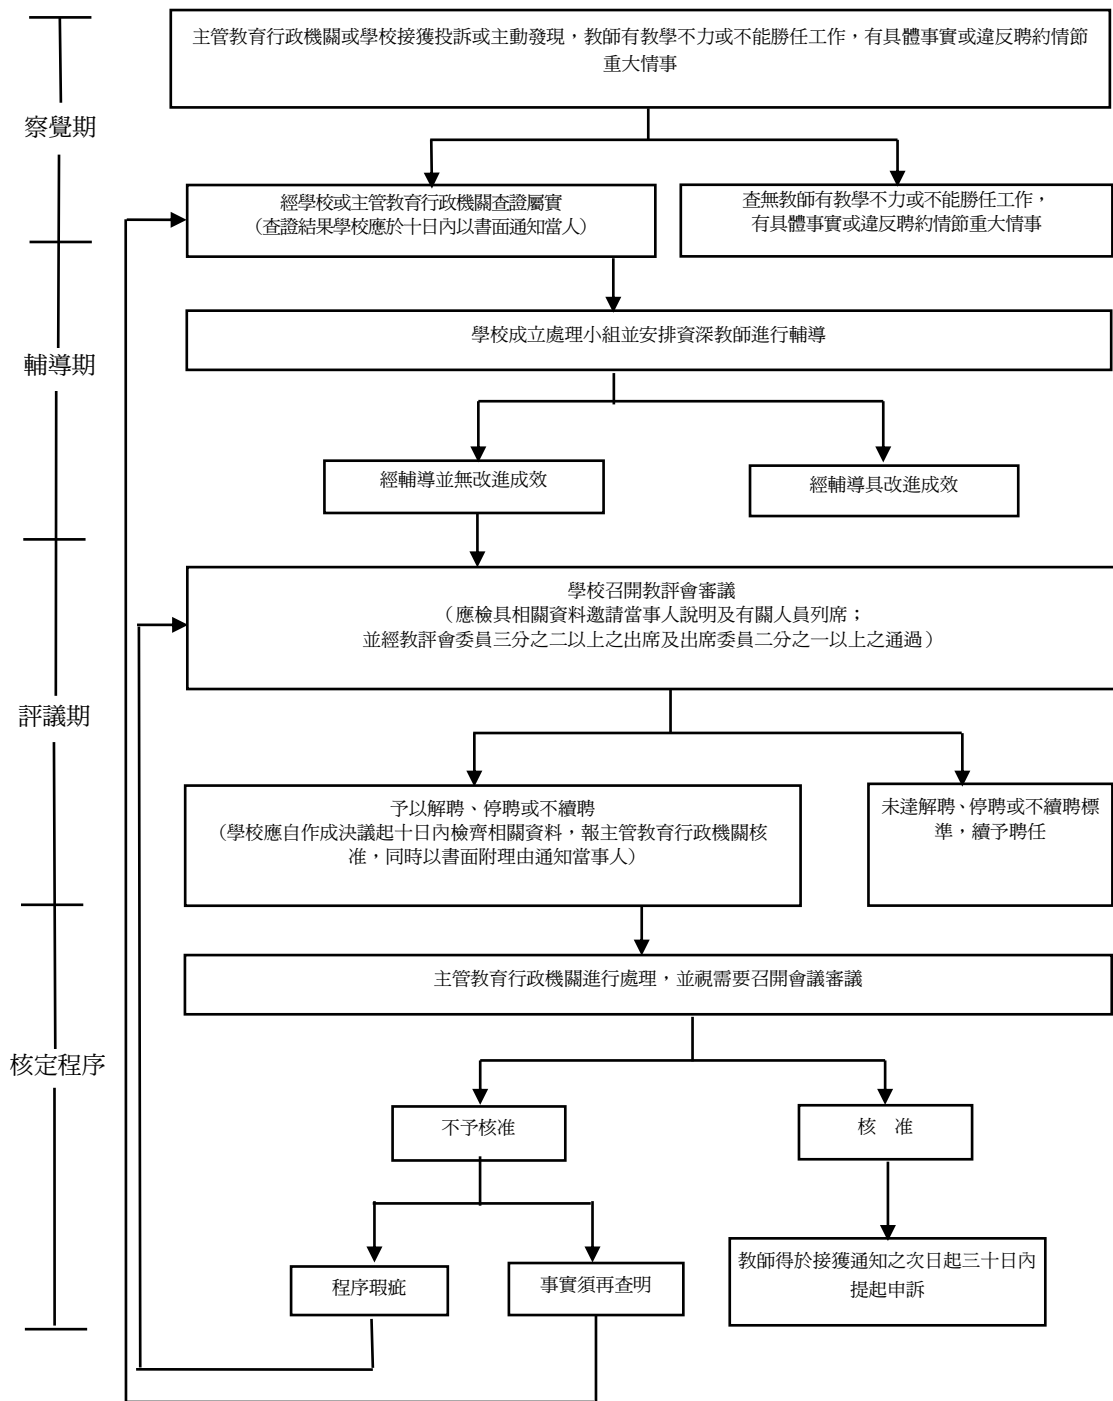 主管教育行政機關或學校接獲投訴或主動發現，教師有教學不力或不能勝任工作，有具體事實或違反聘約情節
重大情事
察覺期
經學校或主管教育行政機關查證屬實
（查證結果學校應於十日內以書面通知當人）
查無教師有教學不力或不能勝任工作，
有具體事實或違反聘約情節重大情事
學校成立處理小組並安排資深教師進行輔導
輔導期
經輔導並無改進成效
經輔導具改進成效
學校召開教評會審議
（應檢具相關資料邀請當事人說明及有關人員列席；
並經教評會委員三分之二以上之出席及出席委員二分之一以上之通過）
評議期
予以解聘、停聘或不續聘
（學校應自作成決議起十日內檢齊相關資料，報主管教育行政機關核
准，同時以書面附理由通知當事人）
未達解聘、停聘或不續聘標
準，續予聘任
主管教育行政機關進行處理，並視需要召開會議審議
核定程序
不予核准
核　准
程序瑕疵
事實須再查明
教師得於接獲通知之次日起三十日內
提起申訴